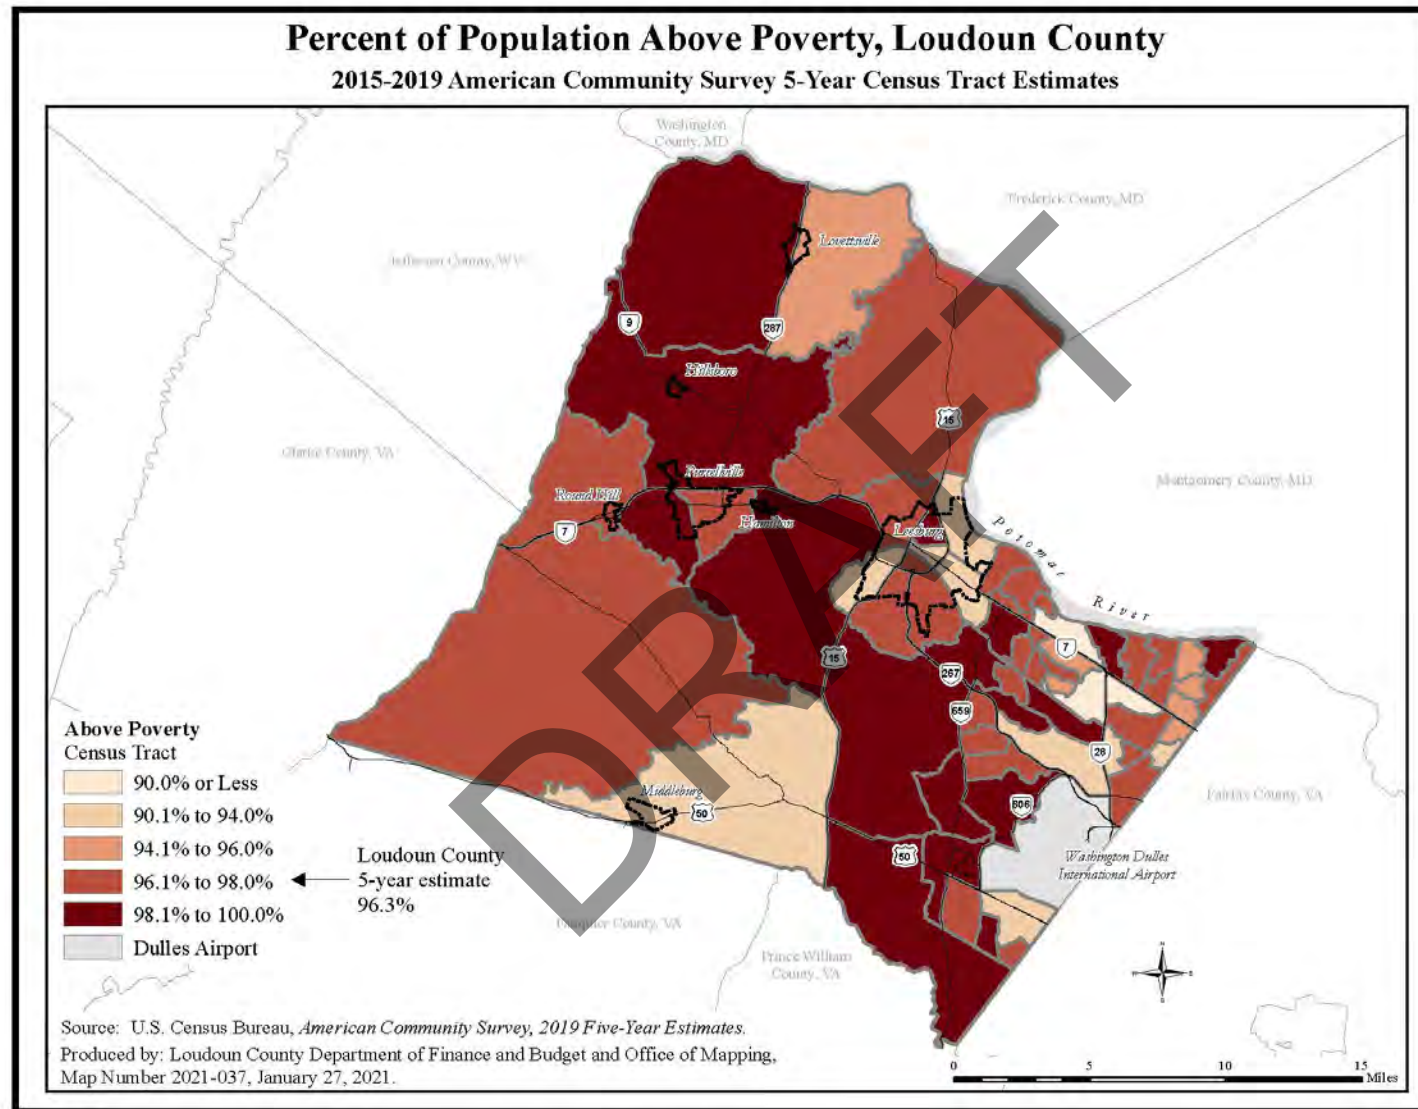 Percent of Population Above Poverty, Loudoun County
2015-2019 American Community Survey 5-Year Census Tract Estimates
Washington
County, MD
Frederick County, MD
Jefferson County, WV
Lovettsville
9
287
Hillsboro
15
Clarke County, VA
Montgomery County, MD
Purcellville
Round Hill
Hamilton
Leesburg
7
Potomac River
7
15
267
659
28
Above Poverty
Census Tract
90.0% or Less
90.1% to 94.0%
94.1% to 96.0%
96.1% to 98.0%
98.1% to 100.0%
Dulles Airport
Loudoun County
5-year estimate
96.3%
Middleburg
50
606
Fairfax County, VA
50
Washington Dulles
International Airport
Fauquier County, VA
Prince William
County, VA
DRAFT
N
W
E
S
Source: U.S. Census Bureau, American Community Survey, 2019 Five-Year Estimates.
Produced by: Loudoun County Department of Finance and Budget and Office of Mapping,
Map Number 2021-037, January 27, 2021.
0 5 10 15
Miles